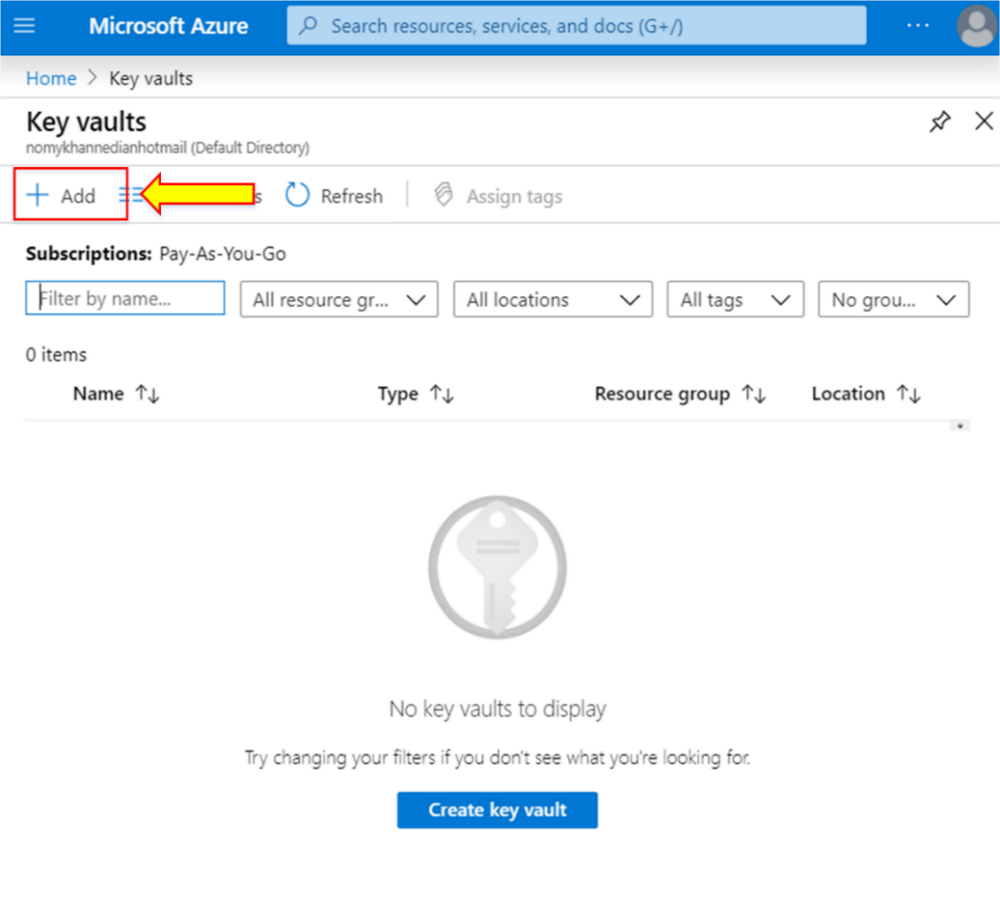 Microsoft Azure Search resources, services, and docs (G+/) ...
Home > Key vaults
Key vaults
nomykhannedianhotmail (Default Directory)
+ Add s Refresh Assign tags
Subscriptions: Pay-As-You-Go
Filter by name... All resource gr... All locations All tags No grou...
0 items
Name ↑↓ Type ↑↓ Resource group ↑↓ Location ↑↓
No key vaults to display
Try changing your filters if you don't see what you're looking for.
Create key vault